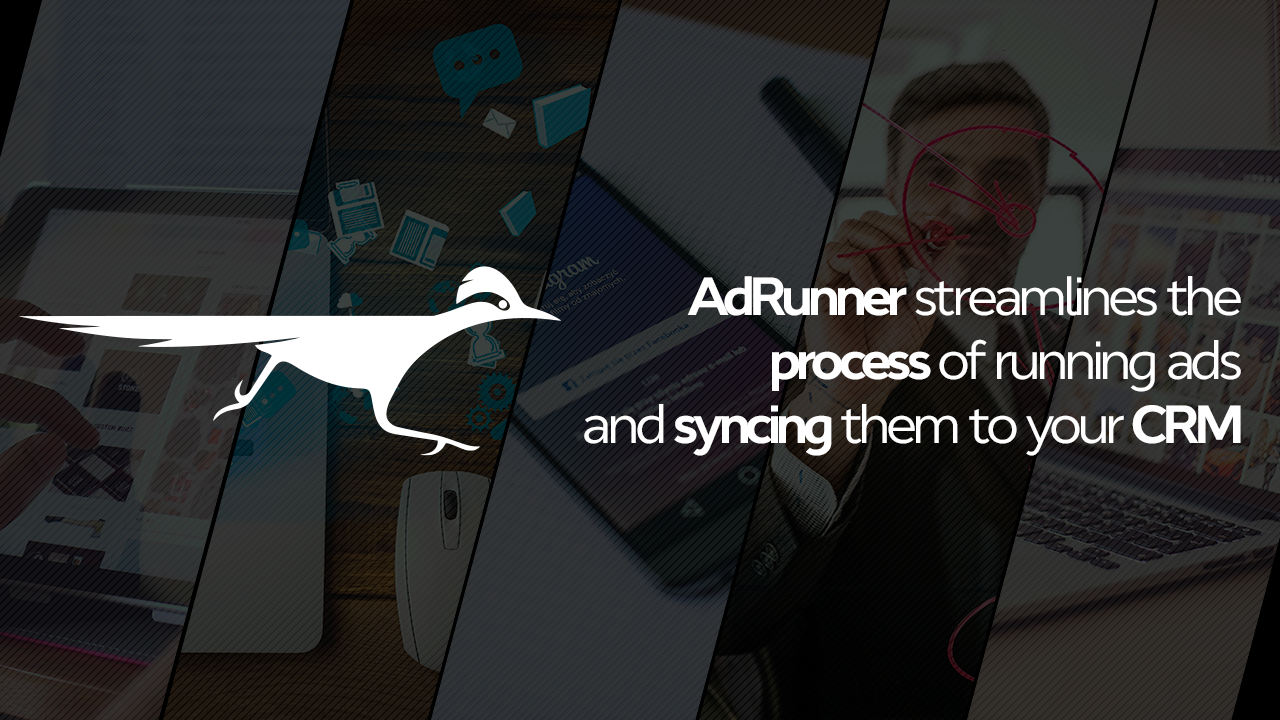 AdRunner streamlines the
process of running ads
and syncing them to your CRM